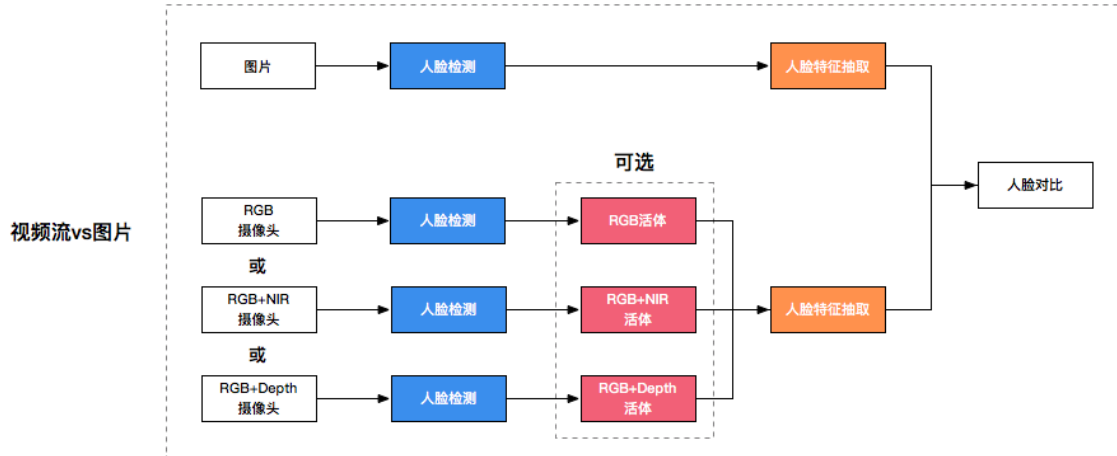 图片
人脸检测
人脸特征抽取
可选
人脸对比
视频流vs图片
RGB
摄像头
人脸检测
RGB活体
或
RGB+NIR
摄像头
人脸检测
RGB+NIR
活体
人脸特征抽取
或
RGB+Depth
摄像头
人脸检测
RGB+Depth
活体